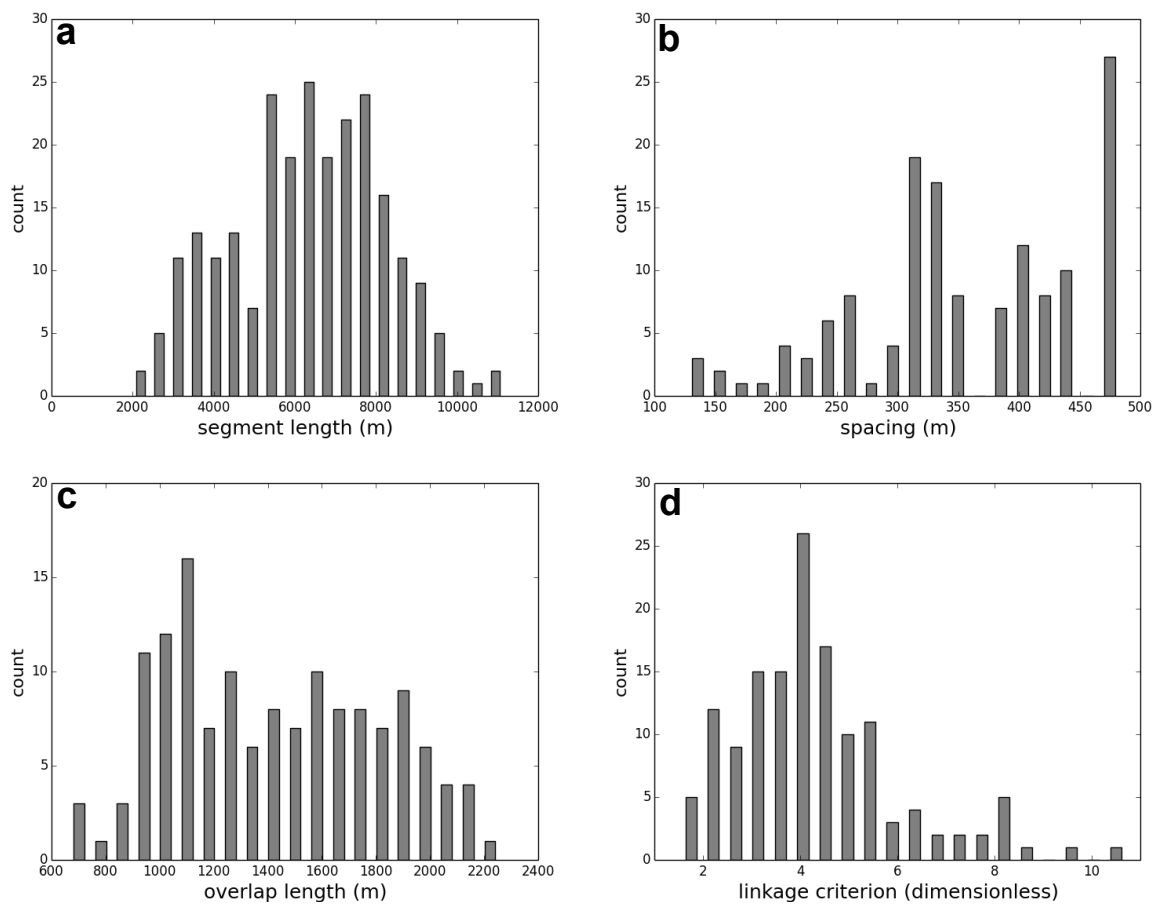 a
30
25
20
15
10
5
0
count
0 2000 4000 6000 8000 10000 12000
segment length (m)
b
30
25
20
15
10
5
0
count
100 150 200 250 300 350 400 450 500
spacing (m)
c
20
15
10
5
0
count
600 800 1000 1200 1400 1600 1800 2000 2200 2400
overlap length (m)
d
30
25
20
15
10
5
0
count
2 4 6 8 10
linkage criterion (dimensionless)